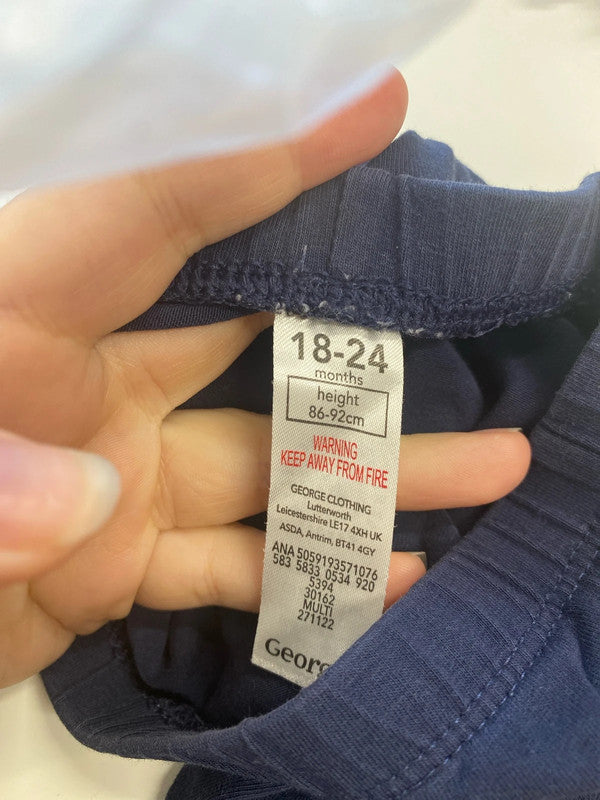 18-24
months
height
86-92cm
WARNING
KEEP AWAY FROM FIRE
GEORGE CLOTHING
Lutterworth
Leicestershire LE17 4XH UK
ASDA, Antrim, BT41 4GY
ANA 5059193571076
583 5833 0534 920
5394
30162
MULTI
271122
Georg